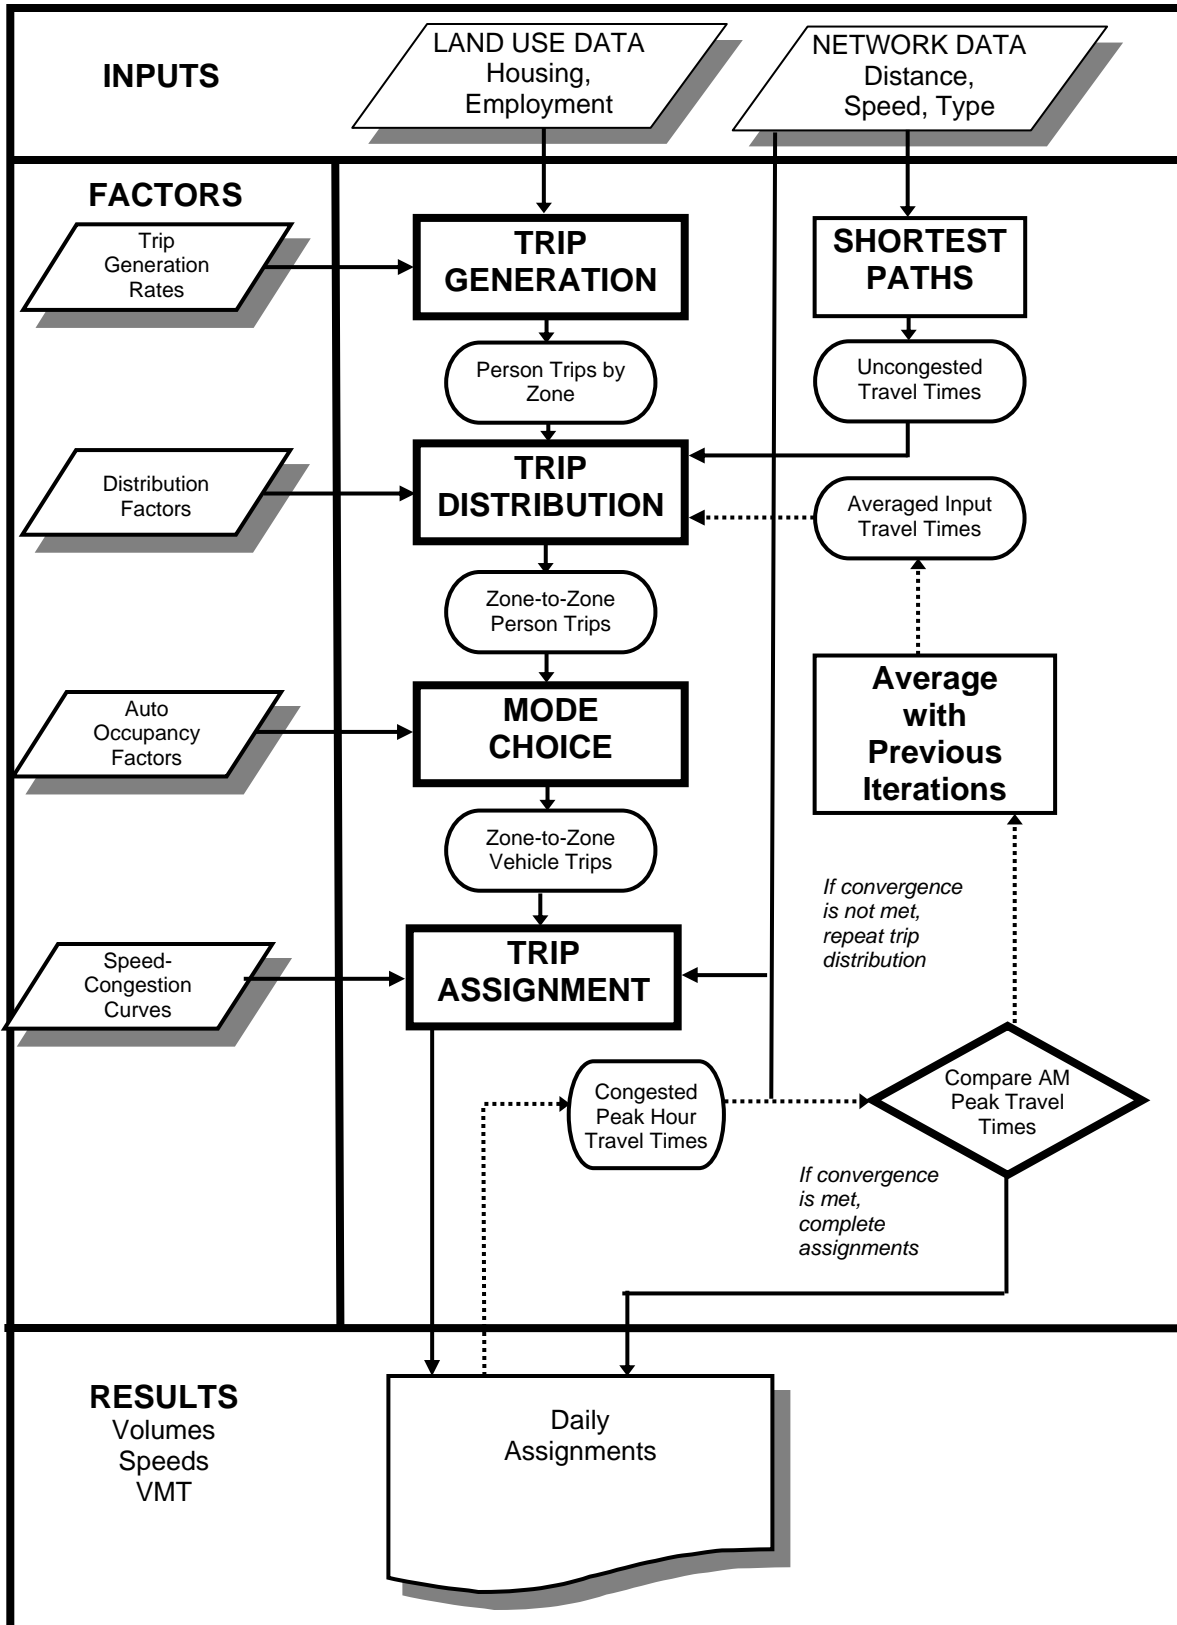 INPUTS
LAND USE DATA
Housing,
Employment
NETWORK DATA
Distance,
Speed, Type
FACTORS
Trip
Generation
Rates
TRIP
GENERATION
SHORTEST
PATHS
Person Trips by
Zone
Uncongested
Travel Times
Distribution
Factors
TRIP
DISTRIBUTION
Averaged Input
Travel Times
Zone-to-Zone
Person Trips
Auto
Occupancy
Factors
MODE
CHOICE
Average
with
Previous
Iterations
Zone-to-Zone
Vehicle Trips
If convergence
is not met,
repeat trip
distribution
Speed-
Congestion
Curves
TRIP
ASSIGNMENT
Congested
Peak Hour
Travel Times
Compare AM
Peak Travel
Times
If convergence
is met,
complete
assignments
RESULTS
Volumes
Speeds
VMT
Daily
Assignments